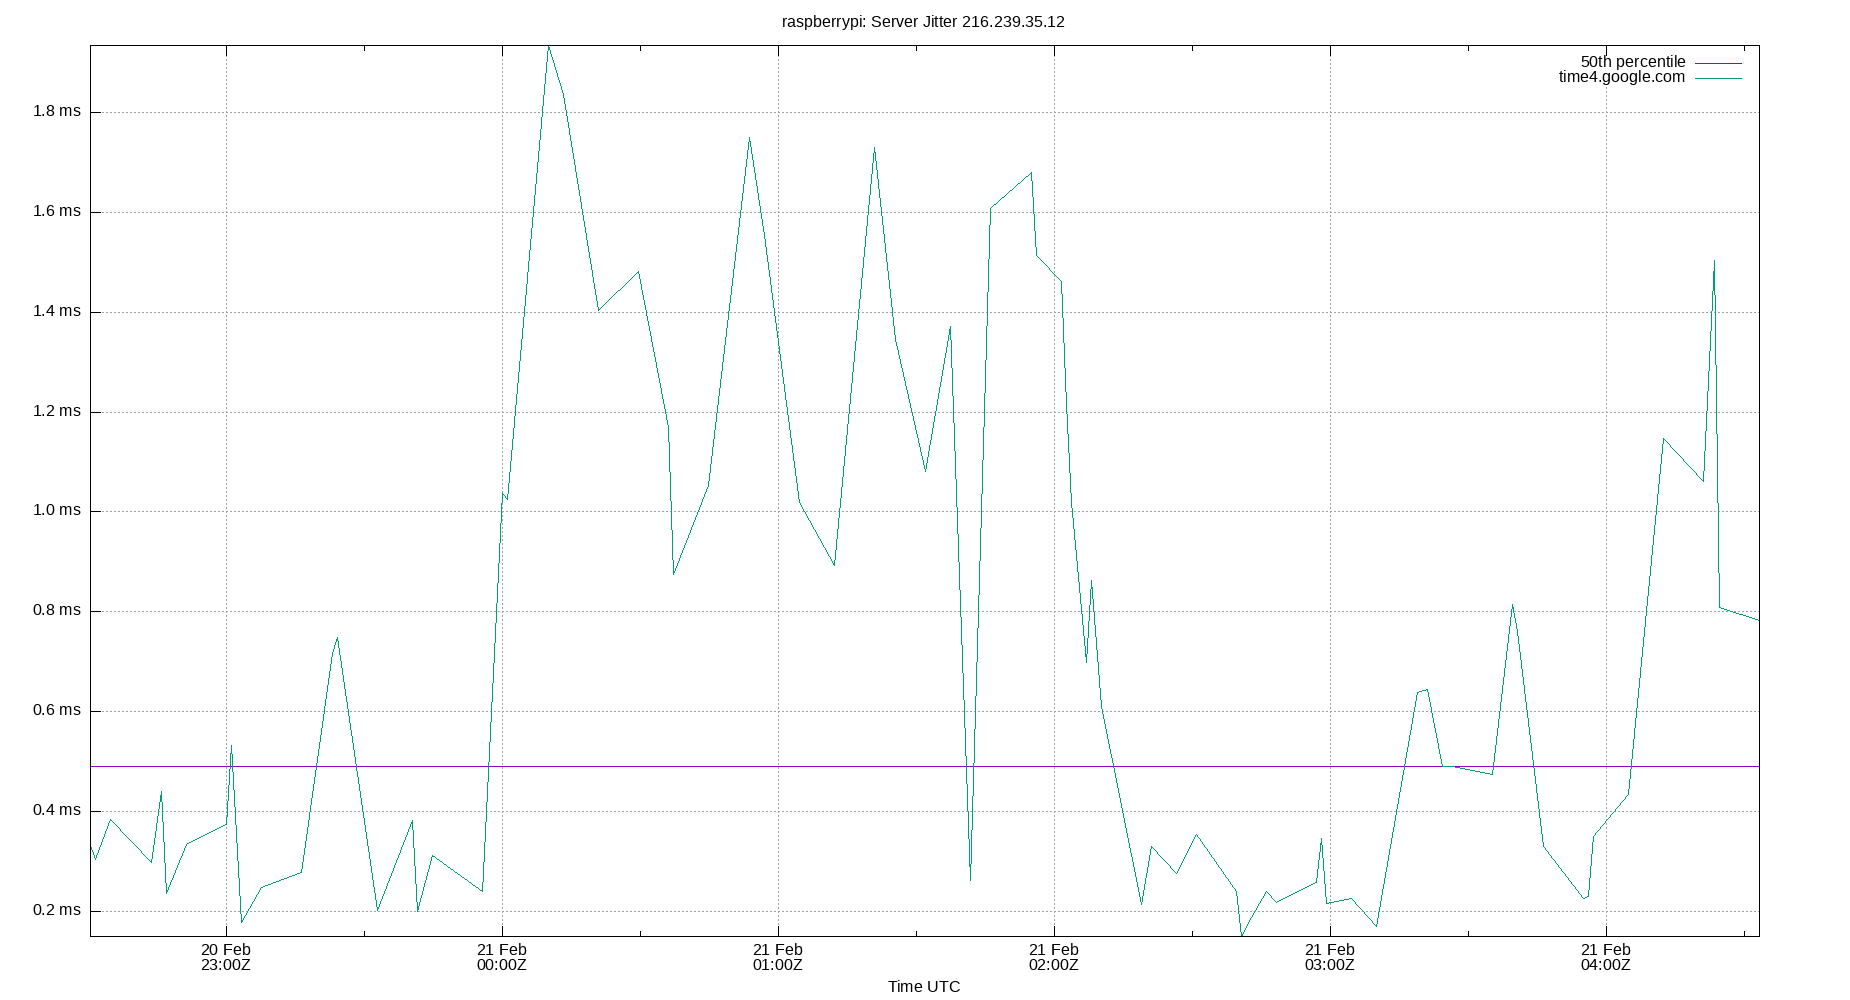 raspberrypi: Server Jitter 216.239.35.12
50th percentile
time4.google.com
1.8 ms
1.6 ms
1.4 ms
1.2 ms
1.0 ms
0.8 ms
0.6 ms
0.4 ms
0.2 ms
20 Feb 21 Feb 21 Feb 21 Feb 21 Feb 21 Feb
23:00Z 00:00Z 01:00Z 02:00Z 03:00Z 04:00Z
Time UTC